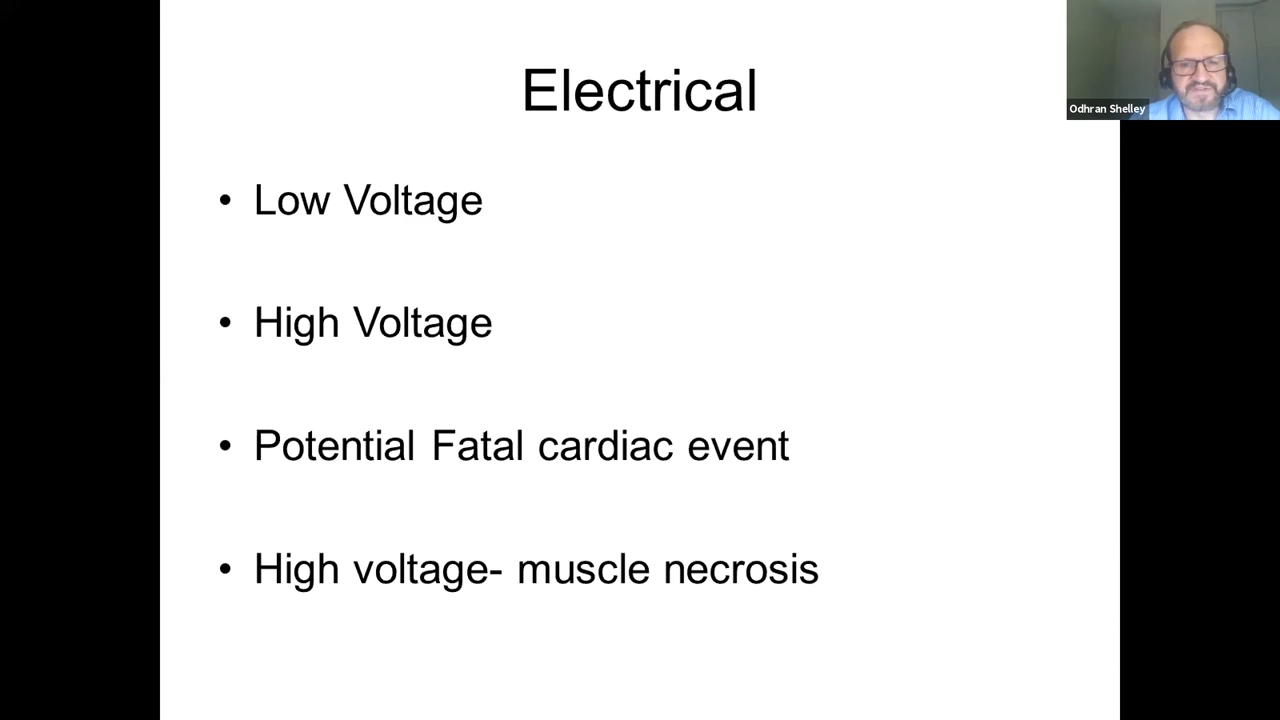 Electrical
Odhran Shelley
• Low Voltage
• High Voltage
• Potential Fatal cardiac event
• High voltage- muscle necrosis